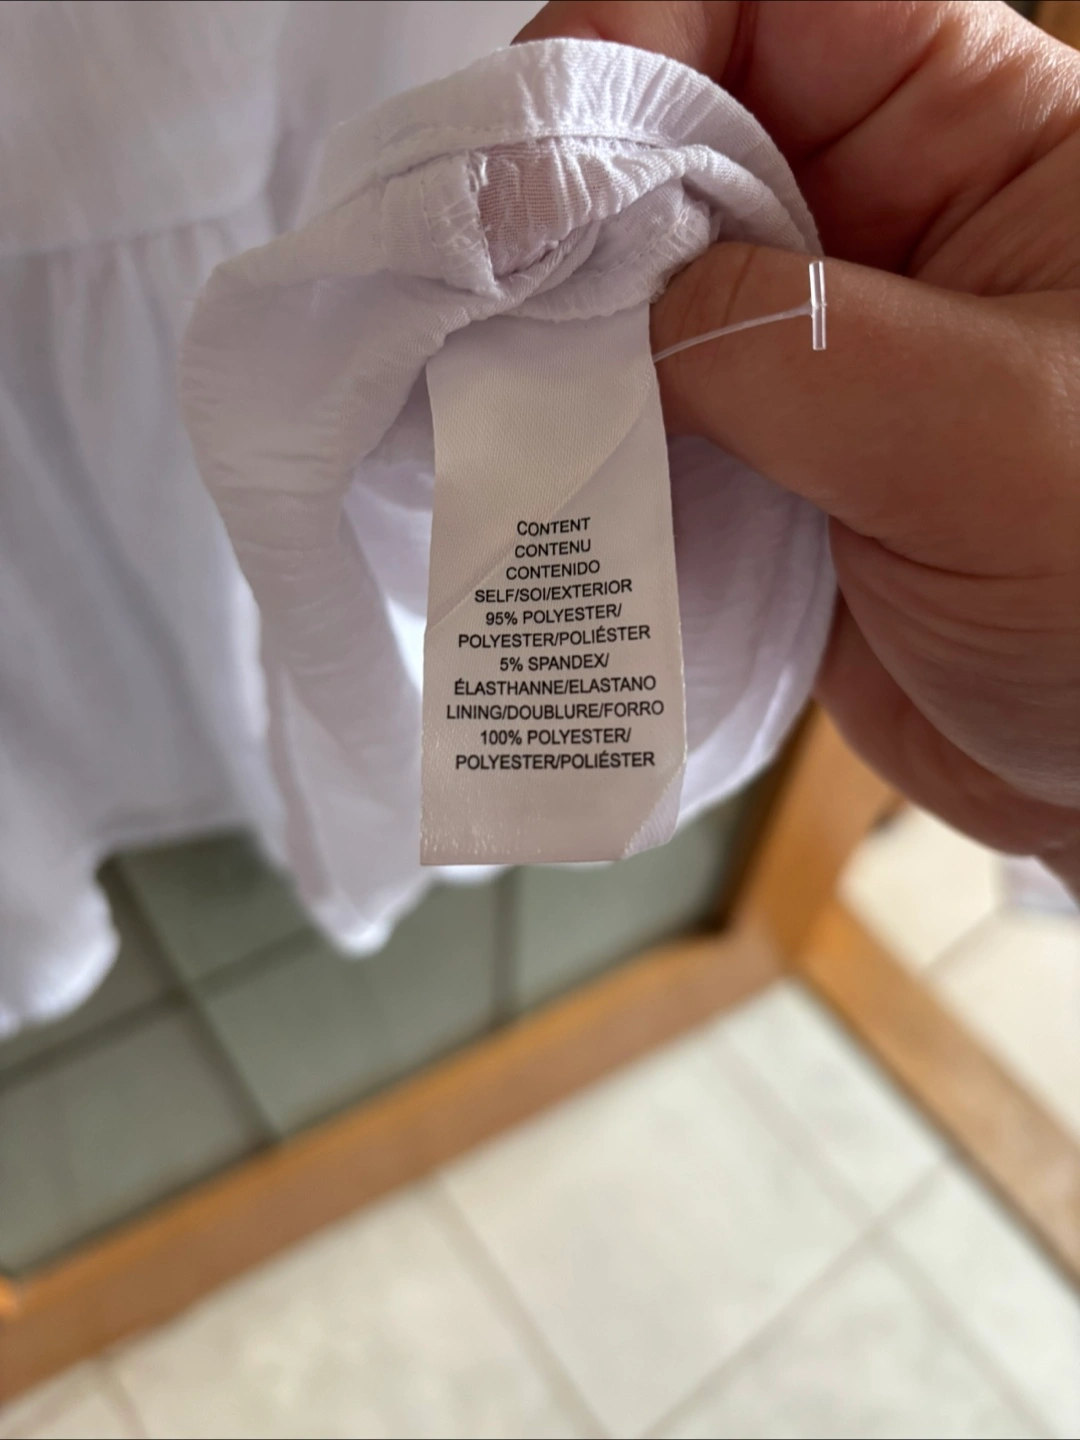 CONTENT
CONTENU
CONTENIDO
SELF/SOI/EXTERIOR
95% POLYESTER/
POLYESTER/POLIÉSTER
5% SPANDEX/
ÉLASTHANNE/ELASTANO
LINING/DOUBLURE/FORRO
100% POLYESTER/
POLYESTER/POLIÉSTER